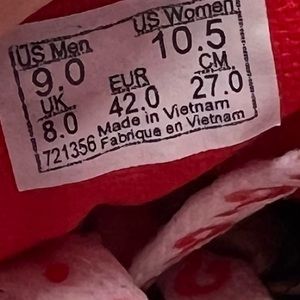 US Men US Women
9.0 10.5
UK EUR CM
8.0 42.0 27.0
Made in Vietnam
721356 Fabrique en Vietnam